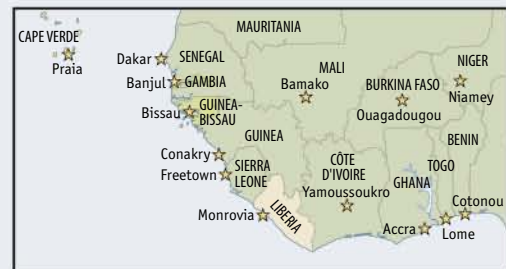 MAURITANIA
CAPE VERDE
Praia
Dakar
SENEGAL
MALI
NIGER
Banjul
GAMBIA
Bamako
BURKINA FASO
Niamey
Bissau
GUINEA-
BISSAU
Ouagadougou
GUINEA
BENIN
Conakry
SIERRA
LEONE
CÔTE
D'IVOIRE
TOGO
Freetown
GHANA
Yamoussoukro
Cotonou
Monrovia
LIBERIA
Accra
Lome